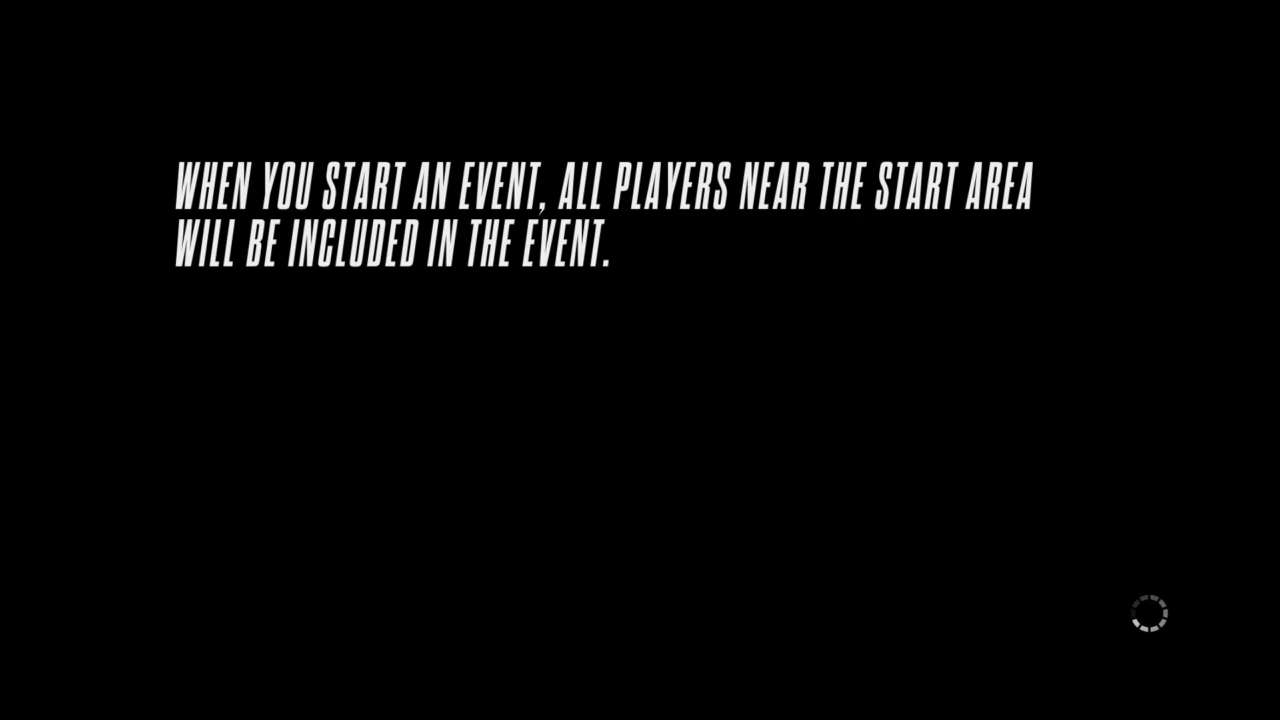 WHEN YOU START AN EVENT, ALL PLAYERS NEAR THE START AREA
WILL BE INCLUDED IN THE EVENT.